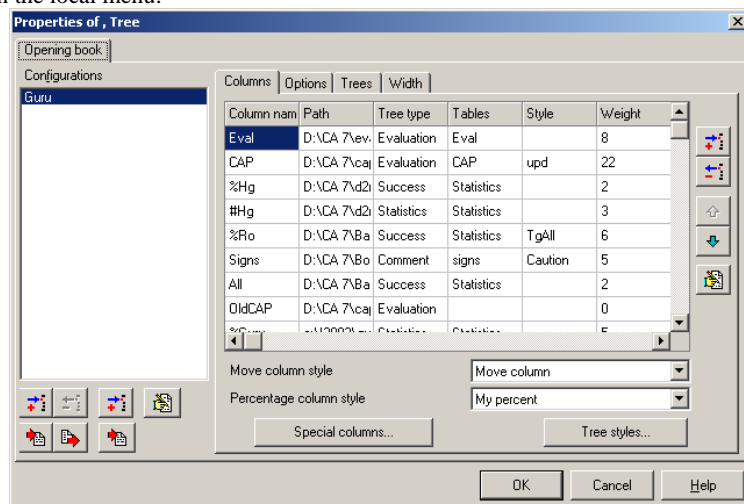 the local menu.
Properties of , Tree
Opening book
Configurations
Guru
Columns Options Trees Width
Column nam Path Tree type Tables Style Weight
Eval D:\CA 7\ev. Evaluation Eval 8
CAP D:\CA 7\ca Evaluation CAP upd 22
%Hg D:\CA 7\d2 Success Statistics 2
#Hg D:\CA 7\d2 Statistics Statistics 3
%Ro D:\CA 7\Ba Success Statistics TgAll 6
Signs D:\CA 7\Bo Comment signs Caution 5
All D:\CA 7\Ba Success Statistics 2
OldCAP D:\CA 7\ca Evaluation 0
Move column style Move column
Percentage column style My percent
Special columns... Tree styles...
OK Cancel Help